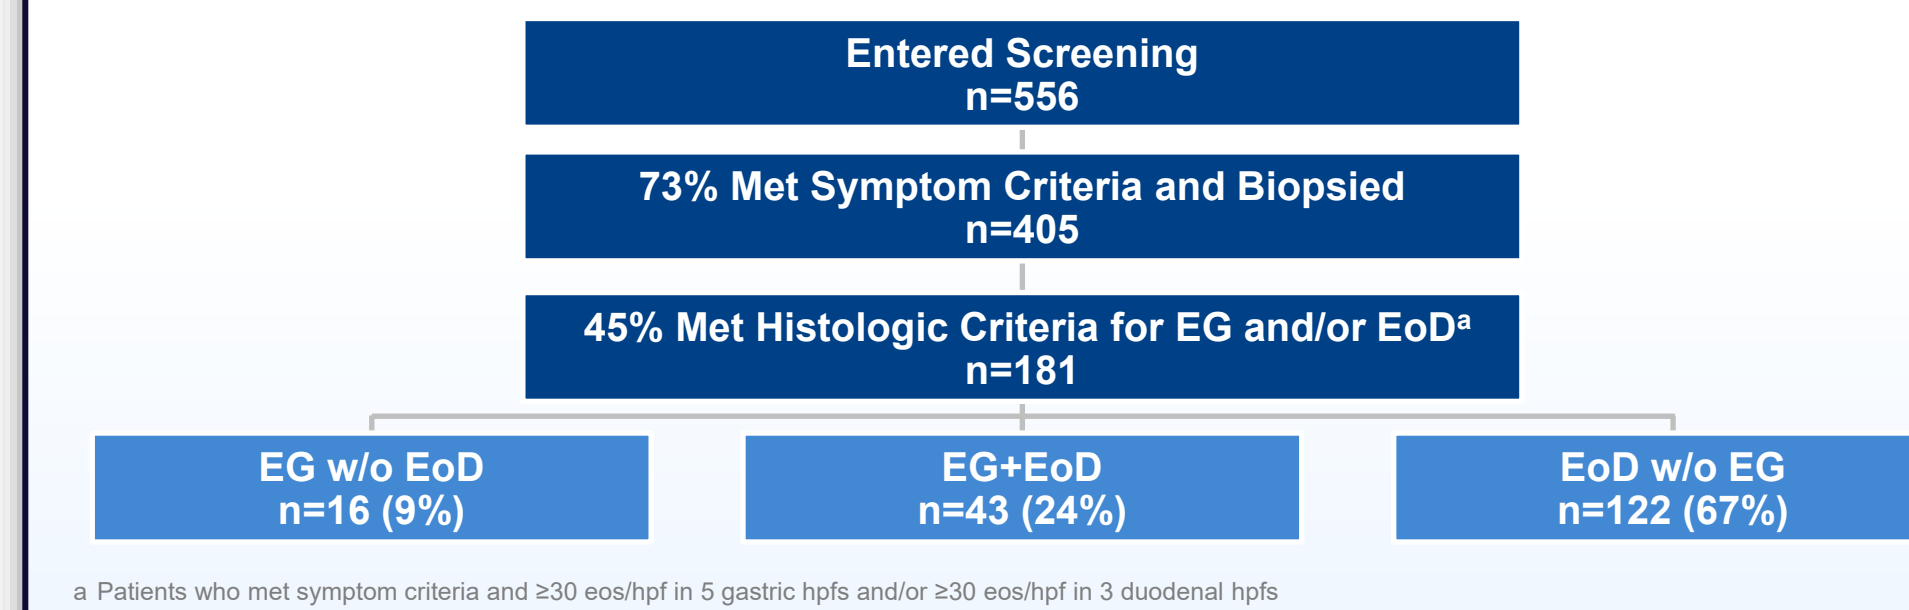 Entered Screening
n=556
73% Met Symptom Criteria and Biopsied
n=405
45% Met Histologic Criteria for EG and/or EoDᵃ
n=181
EG w/o EoD
n=16 (9%)
EG+EoD
n=43 (24%)
EoD w/o EG
n=122 (67%)
a Patients who met symptom criteria and ≥30 eos/hpf in 5 gastric hpfs and/or ≥30 eos/hpf in 3 duodenal hpfs